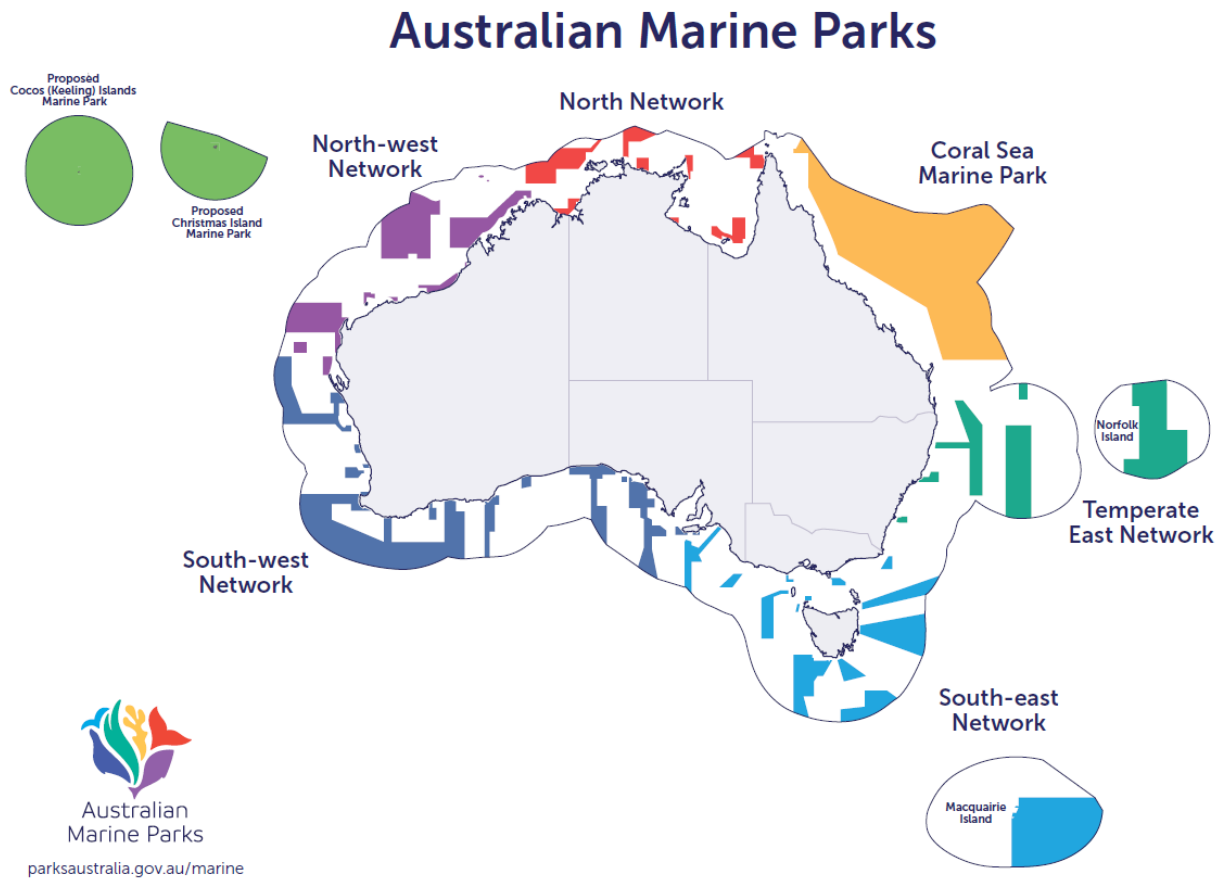 Australian Marine Parks
Proposed
Cocos (Keeling) Islands
Marine Park
Proposed
Christmas Island
Marine Park
North-west
Network
North Network
Coral Sea
Marine Park
Norfolk
Island
Temperate
East Network
South-west
Network
South-east
Network
Macquairie
Island
Australian
Marine Parks
parksaustralia.gov.au/marine